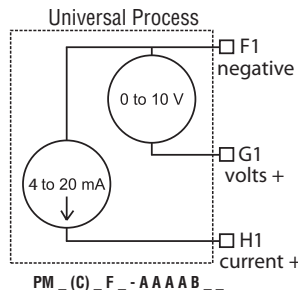 Universal Process
F1
negative
0 to 10 V
G1
volts +
4 to 20 mA
H1
current +
PM _ (C) _ F _ - A A A A B _ _